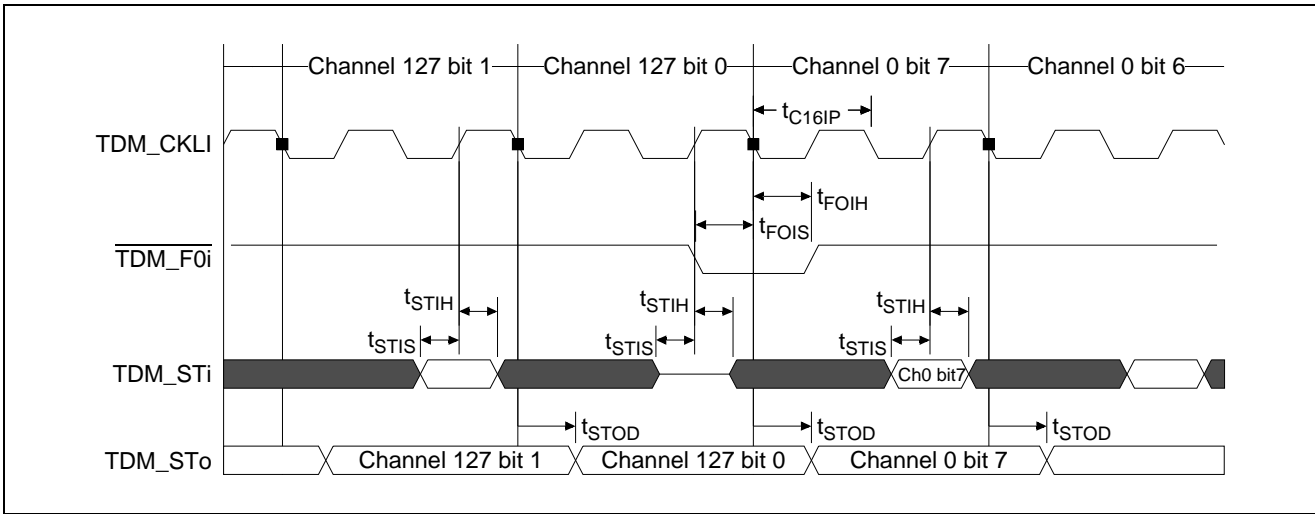 Channel 127 bit 1 Channel 127 bit 0 Channel 0 bit 7 Channel 0 bit 6
tC16IP
TDM_CKLI
tFOIH
tFOIS
TDM_F0i
tSTIH tSTIH tSTIH
tSTIS tSTIS tSTIS
TDM_STi Ch0 bit7
tSTOD tSTOD tSTOD
TDM_STo Channel 127 bit 1 Channel 127 bit 0 Channel 0 bit 7